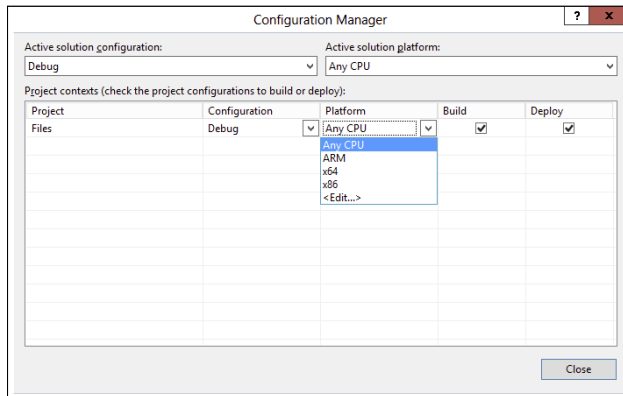 Configuration Manager
? x
Active solution configuration: Active solution platform:
Debug Any CPU
Project contexts (check the project configurations to build or deploy):
Project Configuration Platform Build Deploy
Files Debug Any CPU
Any CPU
ARM
x64
x86
<Edit...>
Close